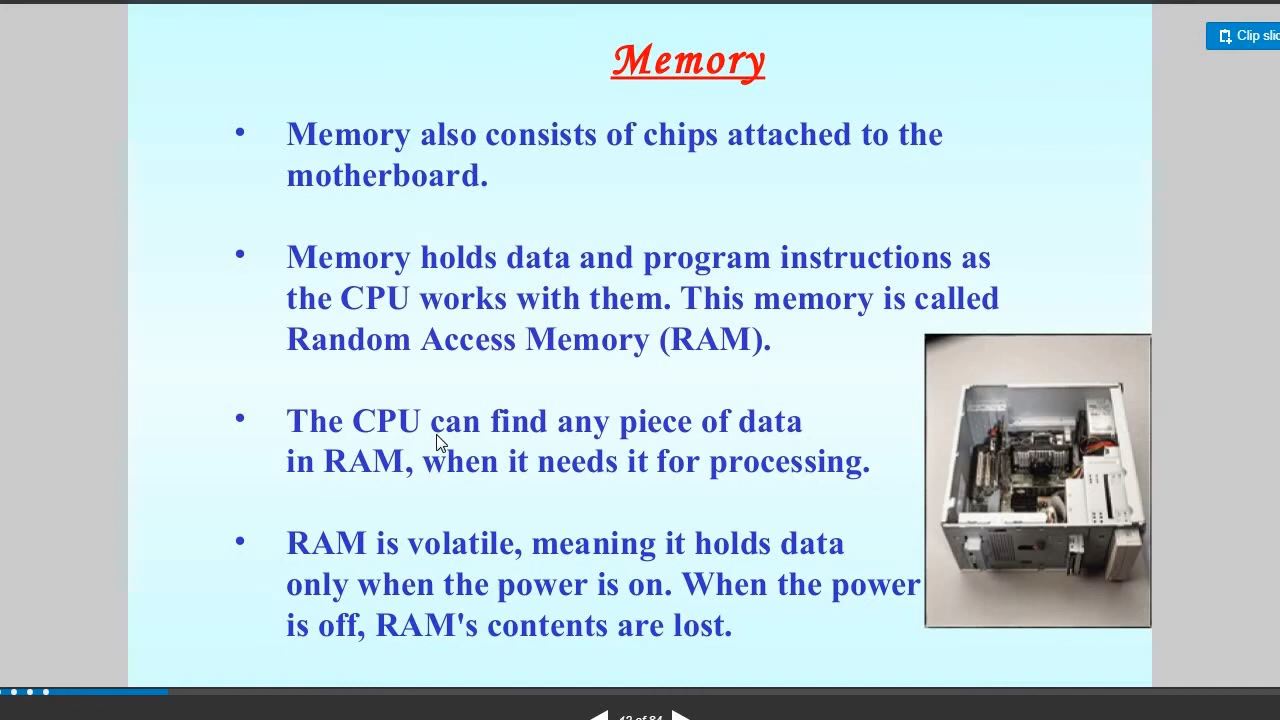 Clip
Memory
• Memory also consists of chips attached to the
motherboard.
• Memory holds data and program instructions as
the CPU works with them. This memory is called
Random Access Memory (RAM).
• The CPU can find any piece of data
in RAM, when it needs it for processing.
• RAM is volatile, meaning it holds data
only when the power is on. When the power
is off, RAM's contents are lost.
of 84